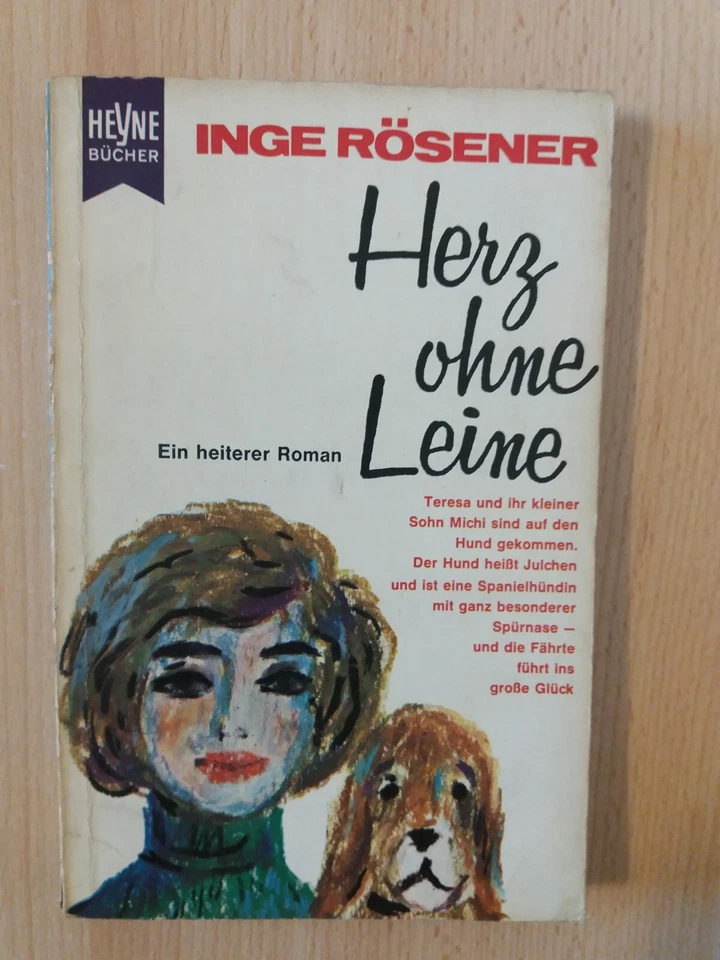 HEYNE
BÜCHER
INGE RÖSENER
Herz
ohne
Leine
Ein heiterer Roman
Teresa und ihr kleiner
Sohn Michi sind auf den
Hund gekommen.
Der Hund heißt Julchen
und ist eine Spanielhündin
mit ganz besonderer
Spürnase —
und die Fährte
führt ins
große Glück